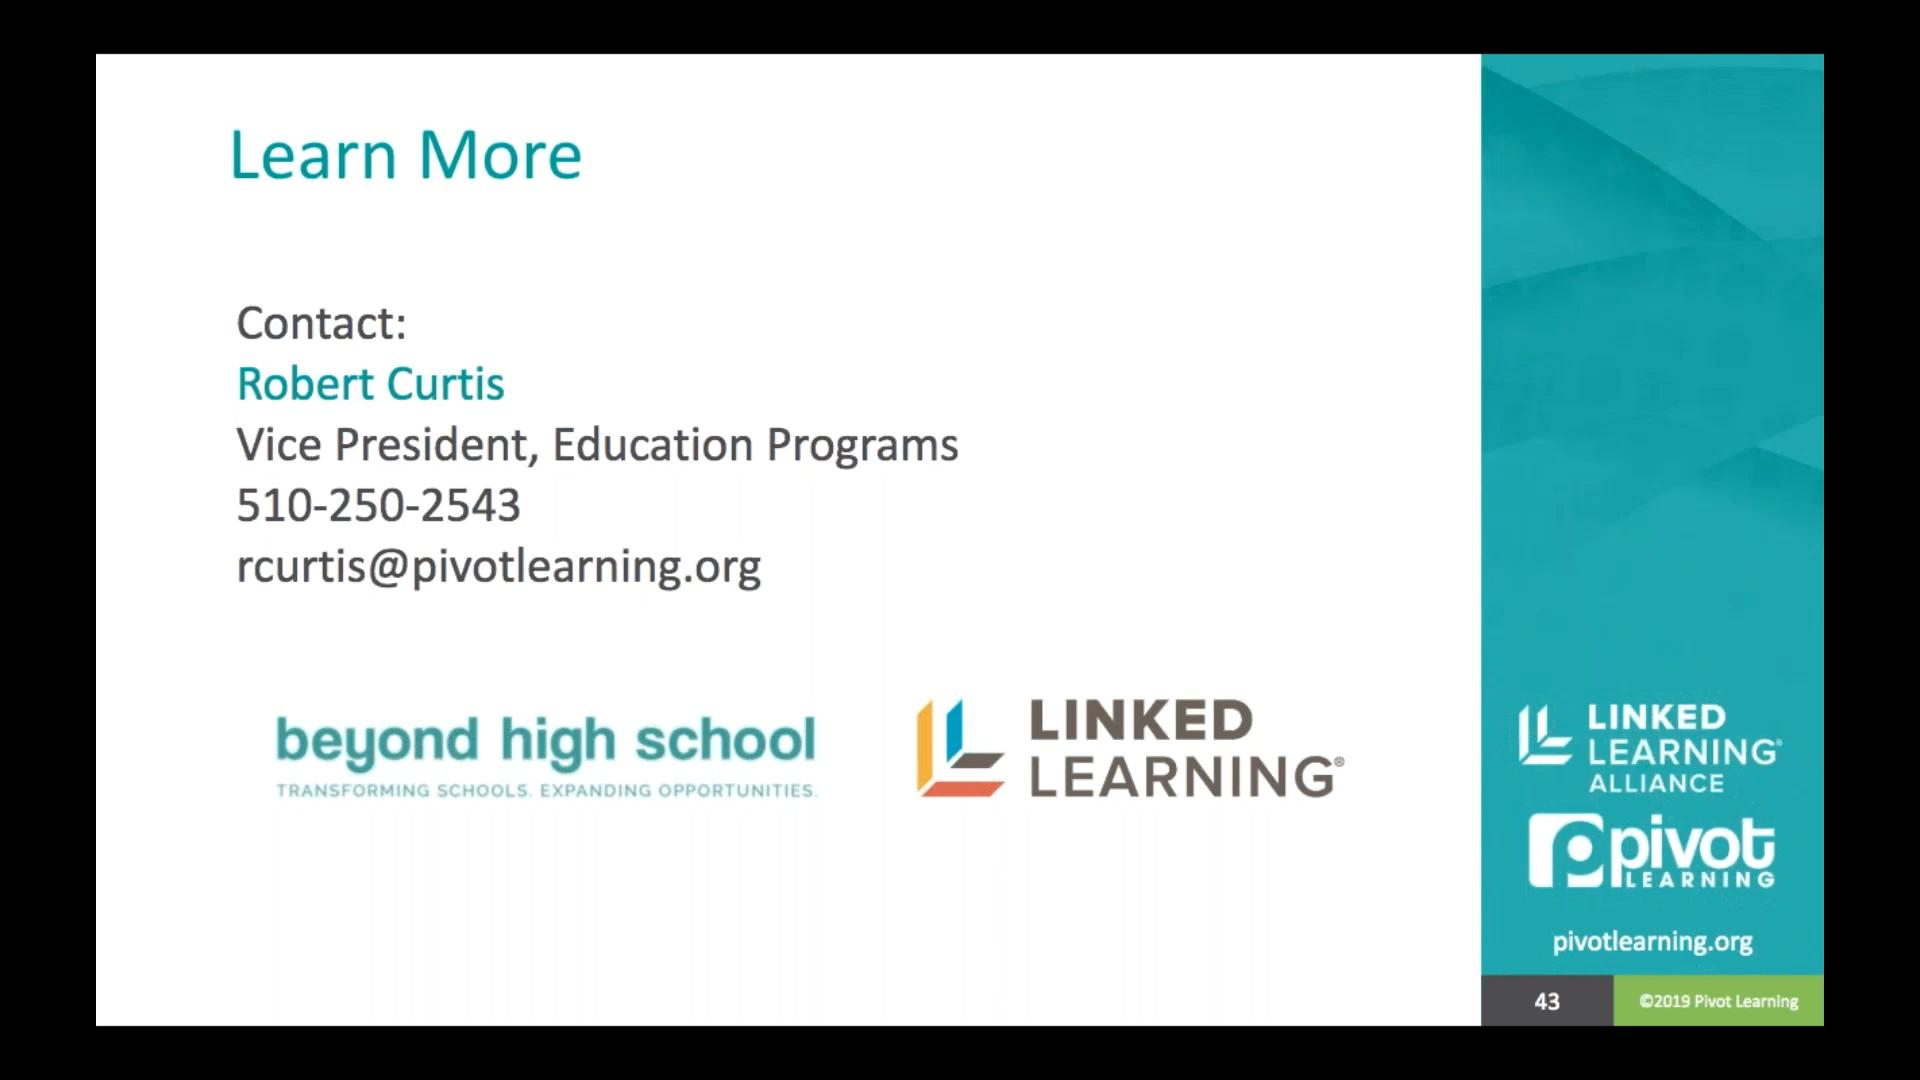 Learn More
Contact:
Robert Curtis
Vice President, Education Programs
510-250-2543
rcurtis@pivotlearning.org
beyond high school
TRANSFORMING SCHOOLS. EXPANDING OPPORTUNITIES.
LINKED
LEARNING®
LINKED
LEARNING®
ALLIANCE
pivot
LEARNING
pivotlearning.org
43
©2019 Pivot Learning